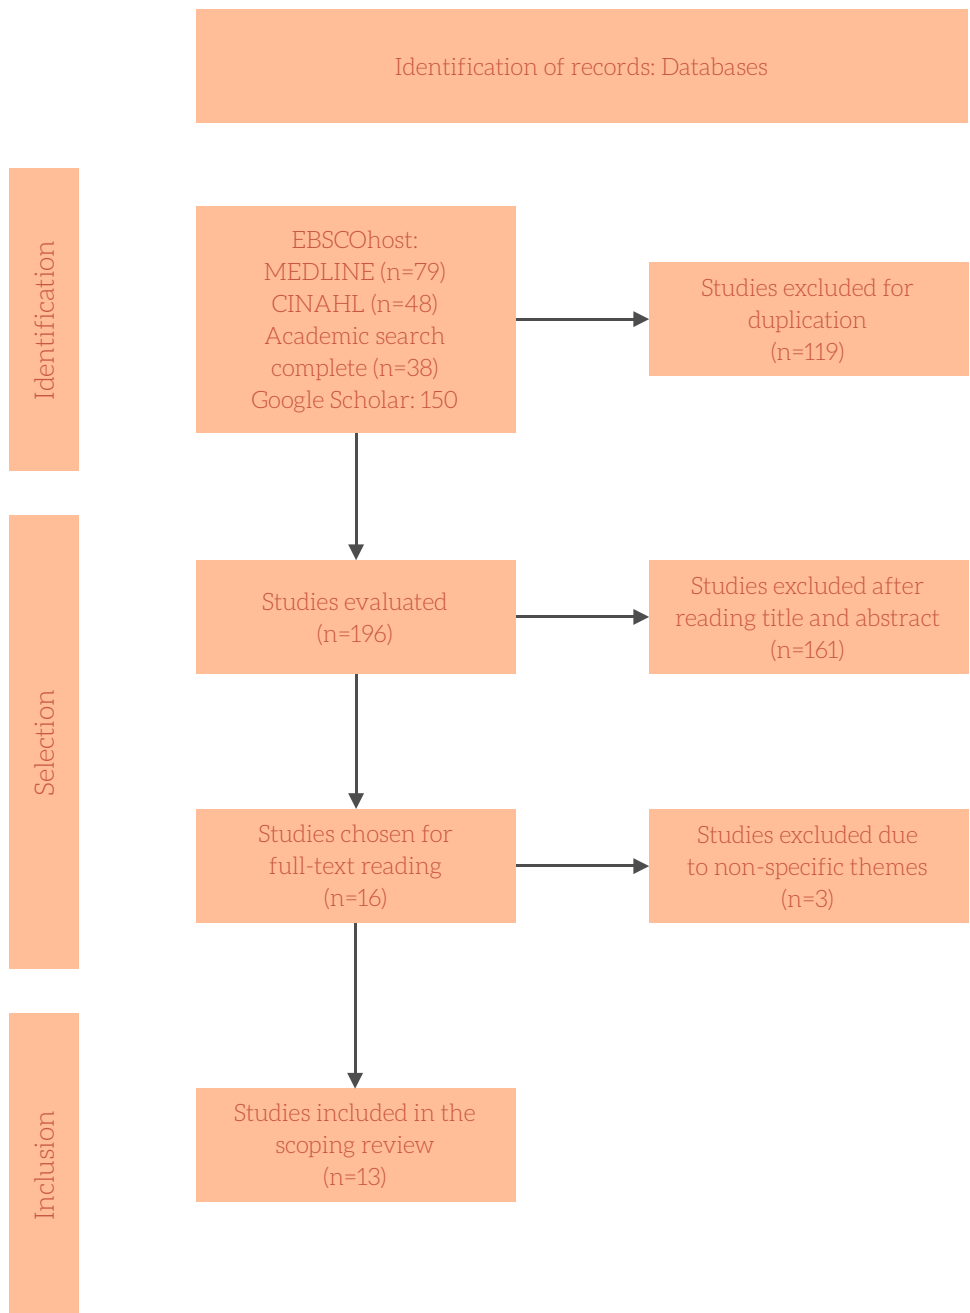 Identification of records: Databases
Identification
EBSCOhost:
MEDLINE (n=79)
CINAHL (n=48)
Academic search
complete (n=38)
Google Scholar: 150
Studies excluded for
duplication
(n=119)
Selection
Studies evaluated
(n=196)
Studies excluded after
reading title and abstract
(n=161)
Studies chosen for
full-text reading
(n=16)
Studies excluded due
to non-specific themes
(n=3)
Inclusion
Studies included in the
scoping review
(n=13)